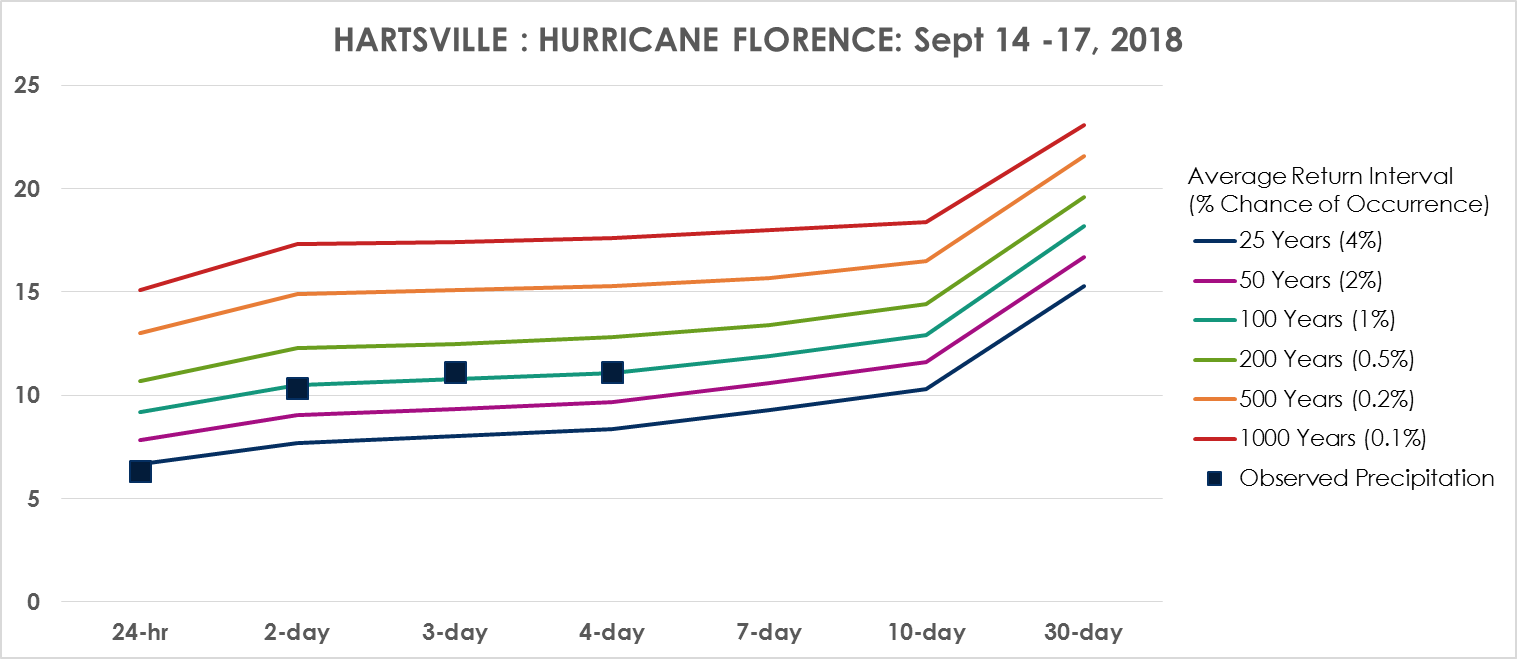 HARTSVILLE : HURRICANE FLORENCE: Sept 14 -17, 2018
25
20
15
10
5
0
24-hr 2-day 3-day 4-day 7-day 10-day 30-day
Average Return Interval
(% Chance of Occurrence)
25 Years (4%)
50 Years (2%)
100 Years (1%)
200 Years (0.5%)
500 Years (0.2%)
1000 Years (0.1%)
Observed Precipitation